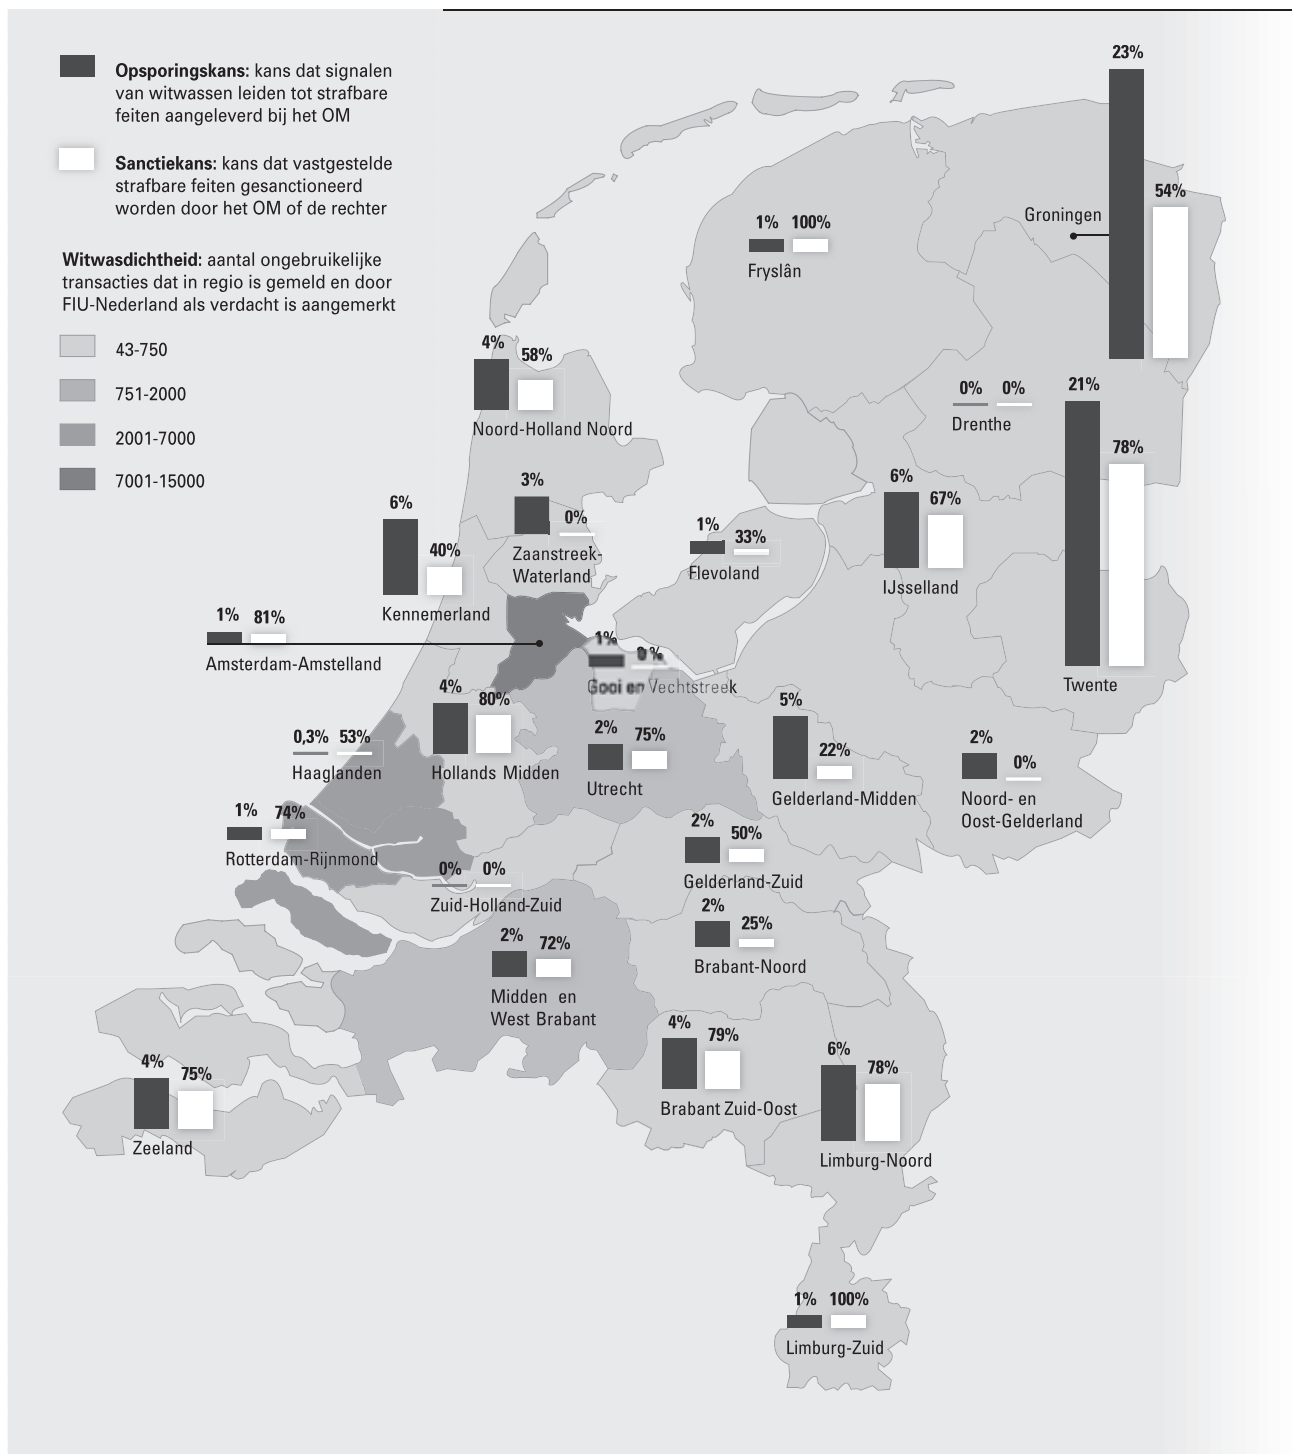 Opsporingskans: kans dat signalen
van witwassen leiden tot strafbare
feiten aangeleverd bij het OM
Sanctiekans: kans dat vastgestelde
strafbare feiten gesanctioneerd
worden door het OM of de rechter
Witwasdichtheid: aantal ongebruikelijke
transacties dat in regio is gemeld en door
FIU-Nederland als verdacht is aangemerkt
43-750
751-2000
2001-7000
7001-15000
23%
54%
Groningen
1% 100%
Fryslân
4% 58%
Noord-Holland Noord
0% 0%
Drenthe
21%
78%
Twente
3%
0%
Zaanstreek-
Waterland
6%
40%
Kennemerland
1% 33%
Flevoland
6%
67%
IJsselland
1% 81%
Amsterdam-Amstelland
1% 0%
Gooi en Vechtstreek
4% 80%
Hollands Midden
0,3% 53%
Haaglanden
2% 75%
Utrecht
5%
22%
Gelderland-Midden
2%
0%
Noord- en
Oost-Gelderland
1% 74%
Rotterdam-Rijnmond
0% 0%
Zuid-Holland-Zuid
2% 50%
Gelderland-Zuid
2%
25%
Brabant-Noord
2% 72%
Midden en
West Brabant
4% 79%
Brabant Zuid-Oost
6%
78%
Limburg-Noord
4% 75%
Zeeland
1% 100%
Limburg-Zuid